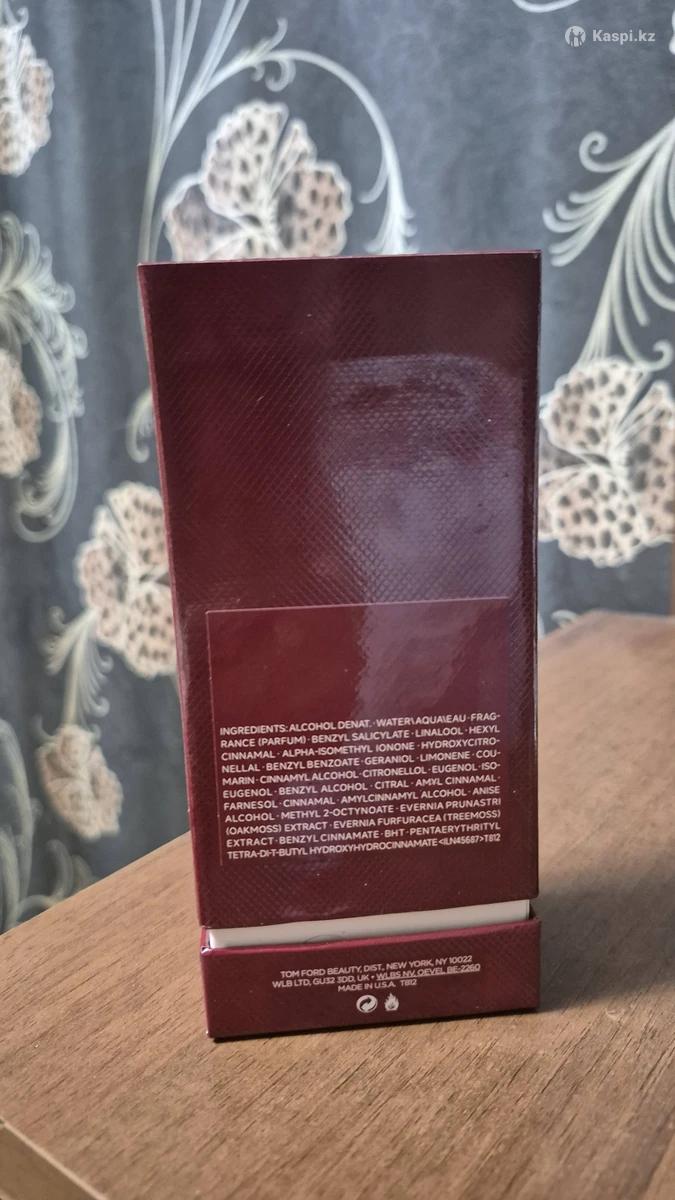 Kaspi.kz
INGREDIENTS: ALCOHOL DENAT. · WATER\AQUA\EAU · FRAG-
RANCE (PARFUM) · BENZYL SALICYLATE · LINALOOL · HEXYL
CINNAMAL · ALPHA-ISOMETHYL IONONE · HYDROXYCITRO-
NELLAL · BENZYL BENZOATE · GERANIOL · LIMONENE · COU-
MARIN · CINNAMYL ALCOHOL · CITRONELLOL · EUGENOL · ISO-
EUGENOL · BENZYL ALCOHOL · CITRAL · AMYL CINNAMAL ·
FARNESOL · CINNAMAL · AMYLCINNAMYL ALCOHOL · ANISE
ALCOHOL · METHYL 2-OCTYNOATE · EVERNIA PRUNASTRI
(OAKMOSS) EXTRACT · EVERNIA FURFURACEA (TREEMOSS)
EXTRACT · BENZYL CINNAMATE · BHT · PENTAERYTHRITYL
TETRA-DI-T-BUTYL HYDROXYHYDROCINNAMATE <ILN45687> T812
TOM FORD BEAUTY, DIST, NEW YORK, NY 10022
WLB LTD, GU32 3DD, UK · WLBS NV, OEVEL BE-2260
MADE IN U.S.A. T812